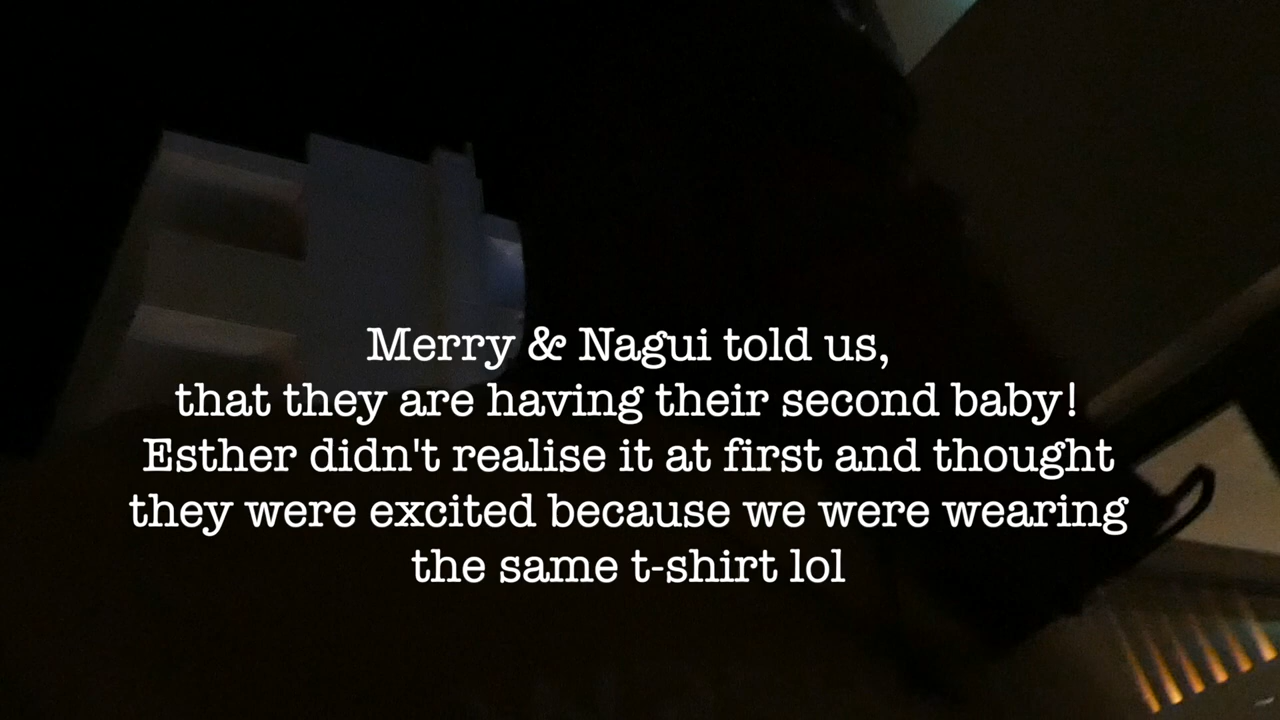 Merry & Nagui told us,
that they are having their second baby!
Esther didn't realise it at first and thought
they were excited because we were wearing
the same t-shirt lol